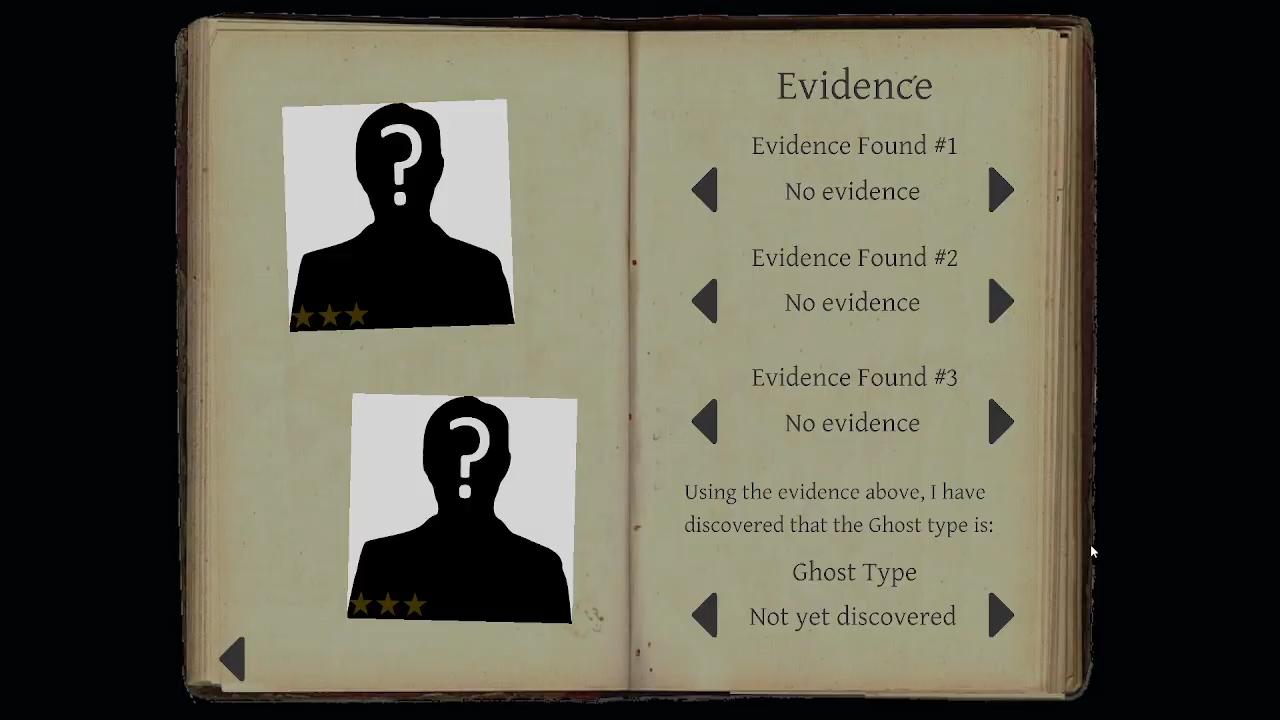 ?
?
Evidence
Evidence Found #1
No evidence
Evidence Found #2
No evidence
Evidence Found #3
No evidence
Using the evidence above, I have
discovered that the Ghost type is:
Ghost Type
Not yet discovered